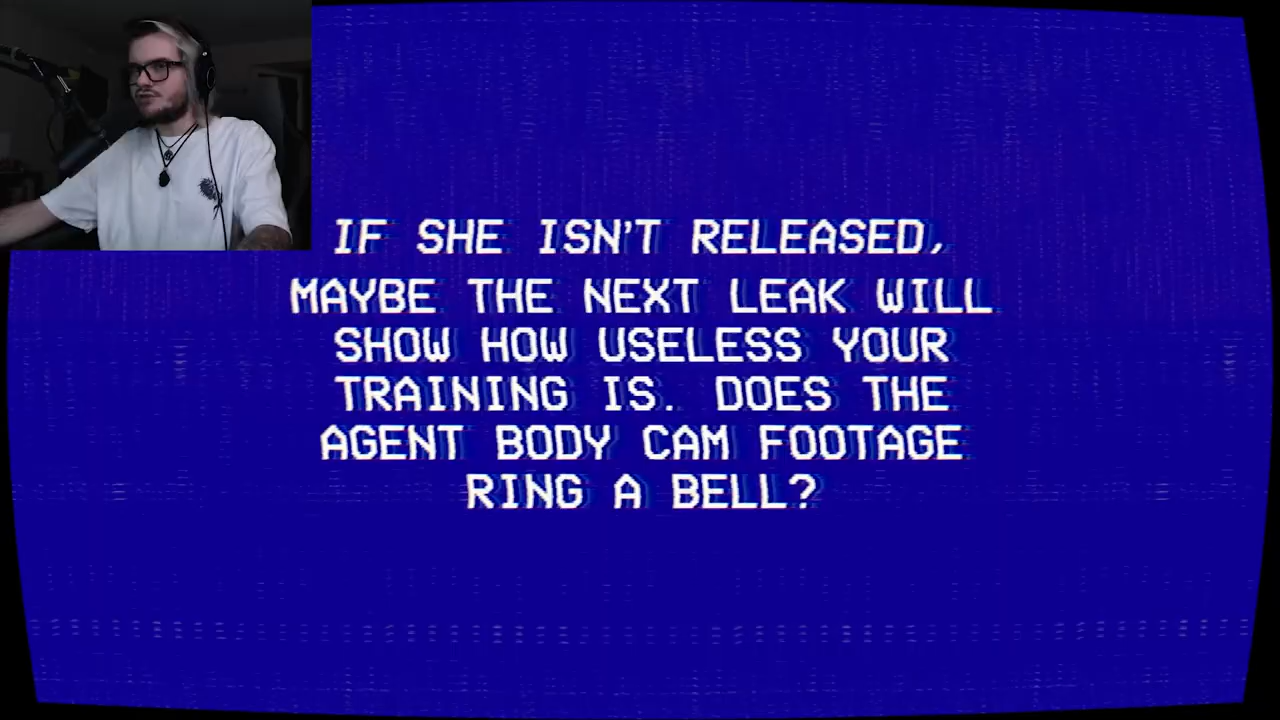 IF SHE ISN'T RELEASED,
MAYBE THE NEXT LEAK WILL
SHOW HOW USELESS YOUR
TRAINING IS. DOES THE
AGENT BODY CAM FOOTAGE
RING A BELL?